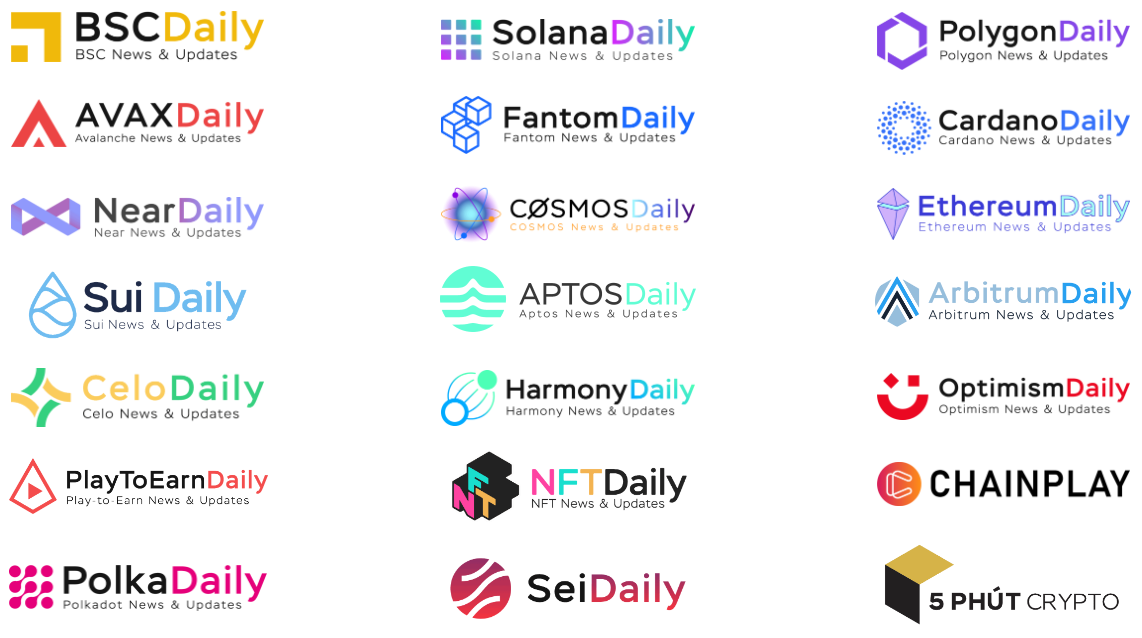 BSCDaily
BSC News & Updates
SolanaDaily
Solana News & Updates
PolygonDaily
Polygon News & Updates
AVAXDaily
Avalanche News & Updates
FantomDaily
Fantom News & Updates
CardanoDaily
Cardano News & Updates
NearDaily
Near News & Updates
CØSMOSDaily
COSMOS News & Updates
EthereumDaily
Ethereum News & Updates
Sui Daily
Sui News & Updates
APTOSDaily
Aptos News & Updates
ArbitrumDaily
Arbitrum News & Updates
CeloDaily
Celo News & Updates
HarmonyDaily
Harmony News & Updates
OptimismDaily
Optimism News & Updates
PlayToEarnDaily
Play-to-Earn News & Updates
NFT
NFTDaily
NFT News & Updates
CHAINPLAY
PolkaDaily
Polkadot News & Updates
SeiDaily
5 PHÚT CRYPTO